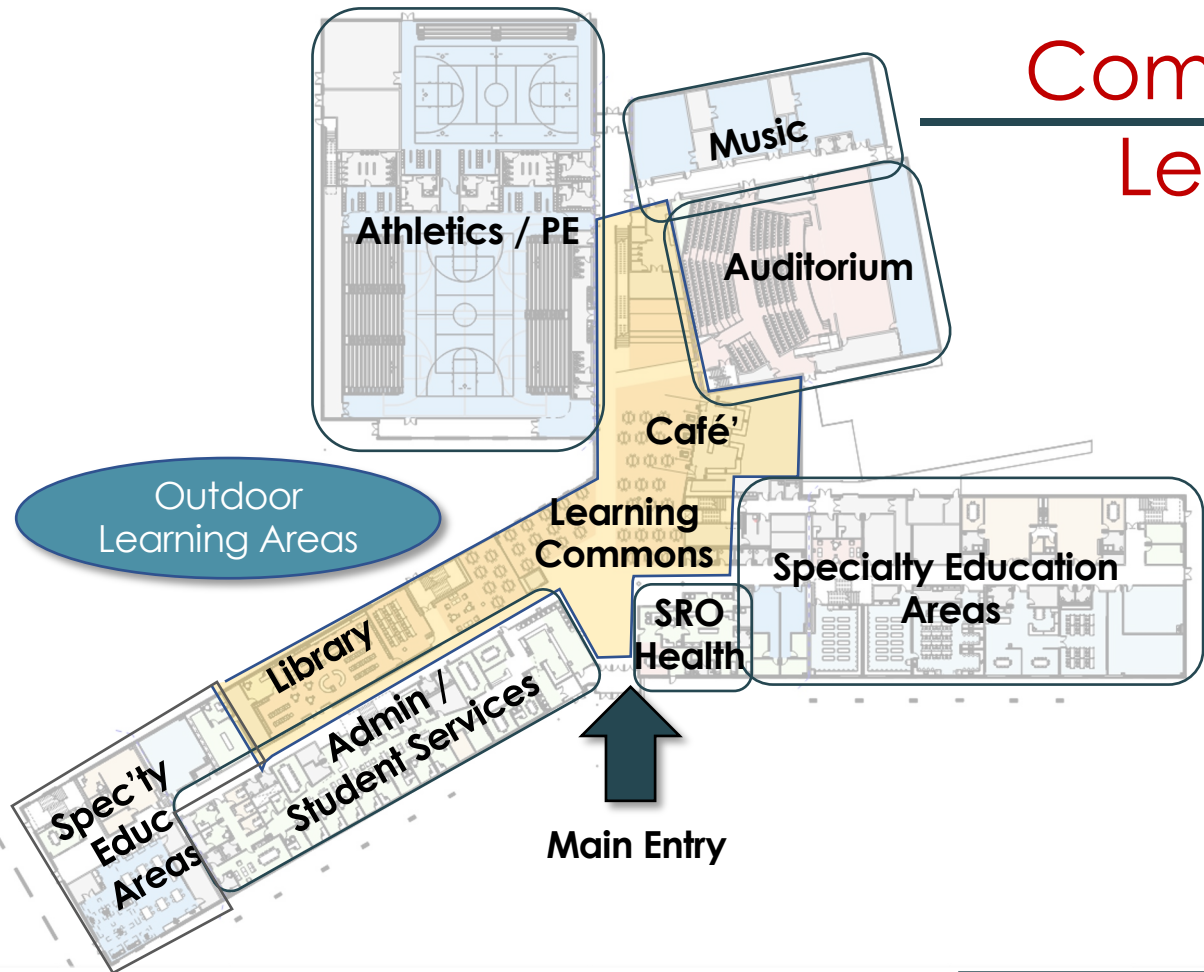 Com
Le
Music
Athletics / PE
Auditorium
Café’
Outdoor
Learning Areas
Learning
Commons
Specialty Education
Areas
SRO
Health
Library
Admin /
Student Services
Spec’ty
Educ
Areas
Main Entry